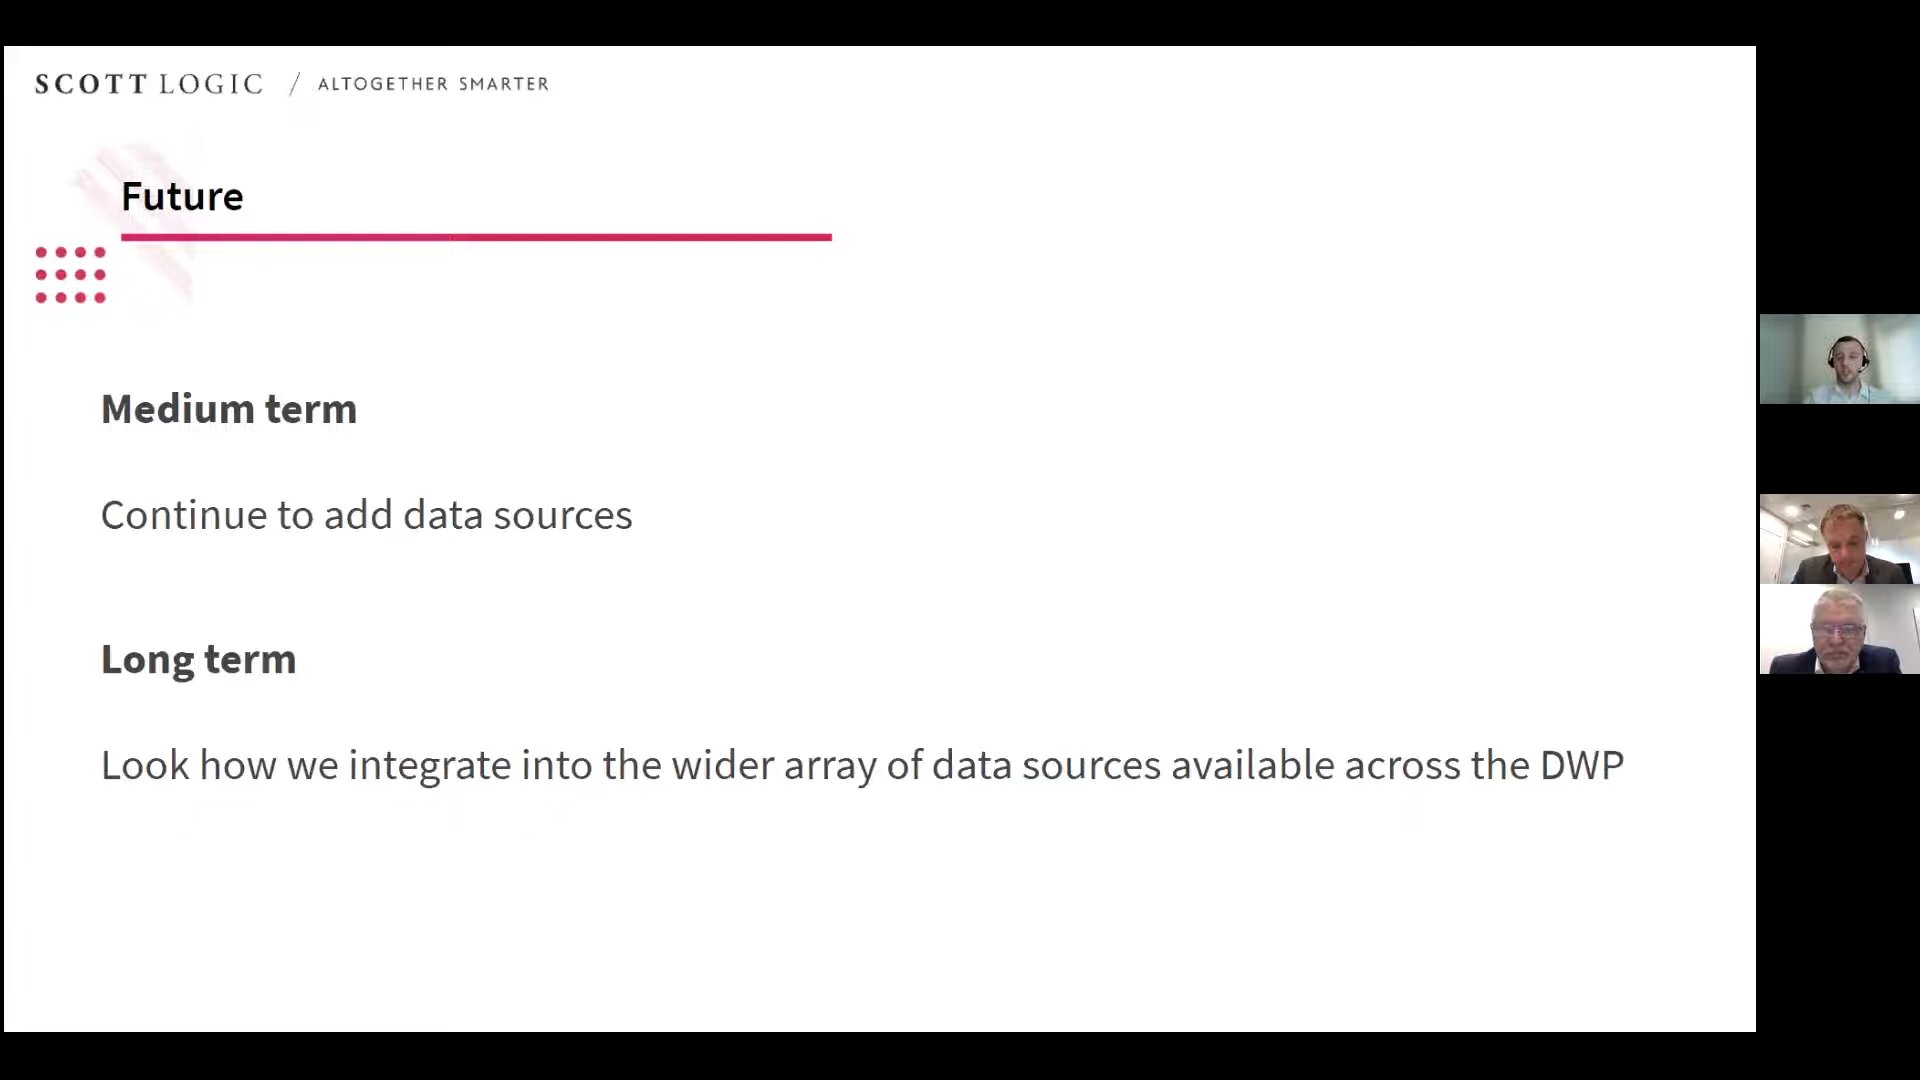 SCOTT LOGIC / ALTOGETHER SMARTER
Future
Medium term
Continue to add data sources
Long term
Look how we integrate into the wider array of data sources available across the DWP